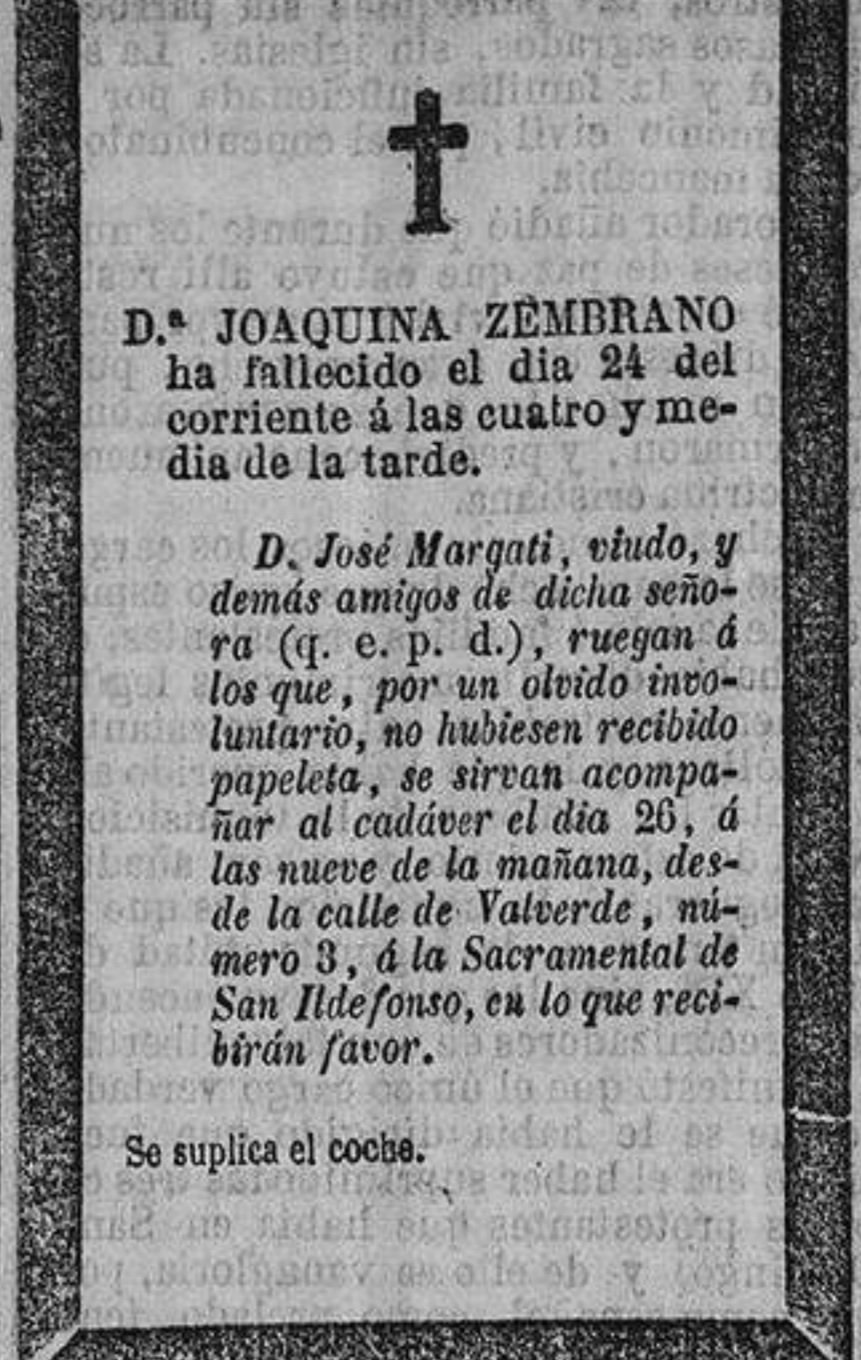 D.ª JOAQUINA ZEMBRANO
ha fallecido el dia 24 del
corriente á las cuatro y me-
dia de la tarde.
D. José Margati, viudo, y
demás amigos de dicha seño-
ra (q. e. p. d.), ruegan á
los que, por un olvido invo-
luntario, no hubiesen recibido
papeleta, se sirvan acompa-
ñar al cadáver el dia 26, á
las nueve de la mañana, des-
de la calle de Valverde, nú-
mero 3, á la Sacramental de
San Ildefonso, en lo que reci-
birán favor.
Se suplica el coche.